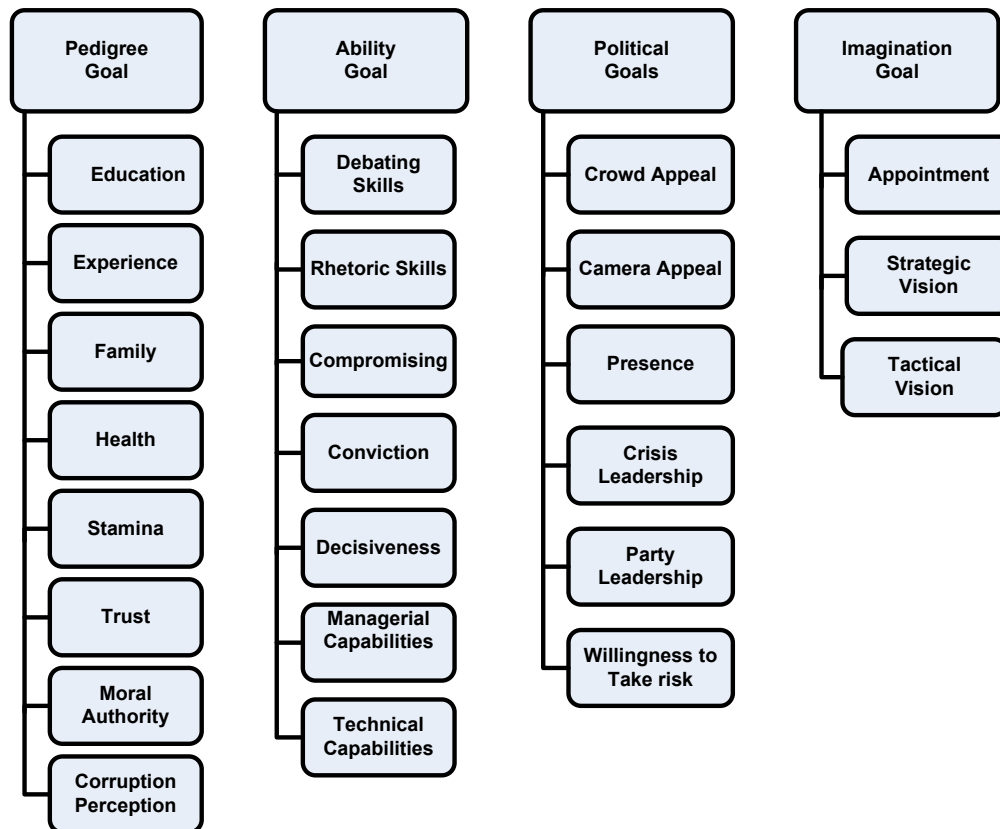 Pedigree
Goal
Education
Experience
Family
Health
Stamina
Trust
Moral
Authority
Corruption
Perception
Ability
Goal
Debating
Skills
Rhetoric Skills
Compromising
Conviction
Decisiveness
Managerial
Capabilities
Technical
Capabilities
Political
Goals
Crowd Appeal
Camera Appeal
Presence
Crisis
Leadership
Party
Leadership
Willingness to
Take risk
Imagination
Goal
Appointment
Strategic
Vision
Tactical
Vision